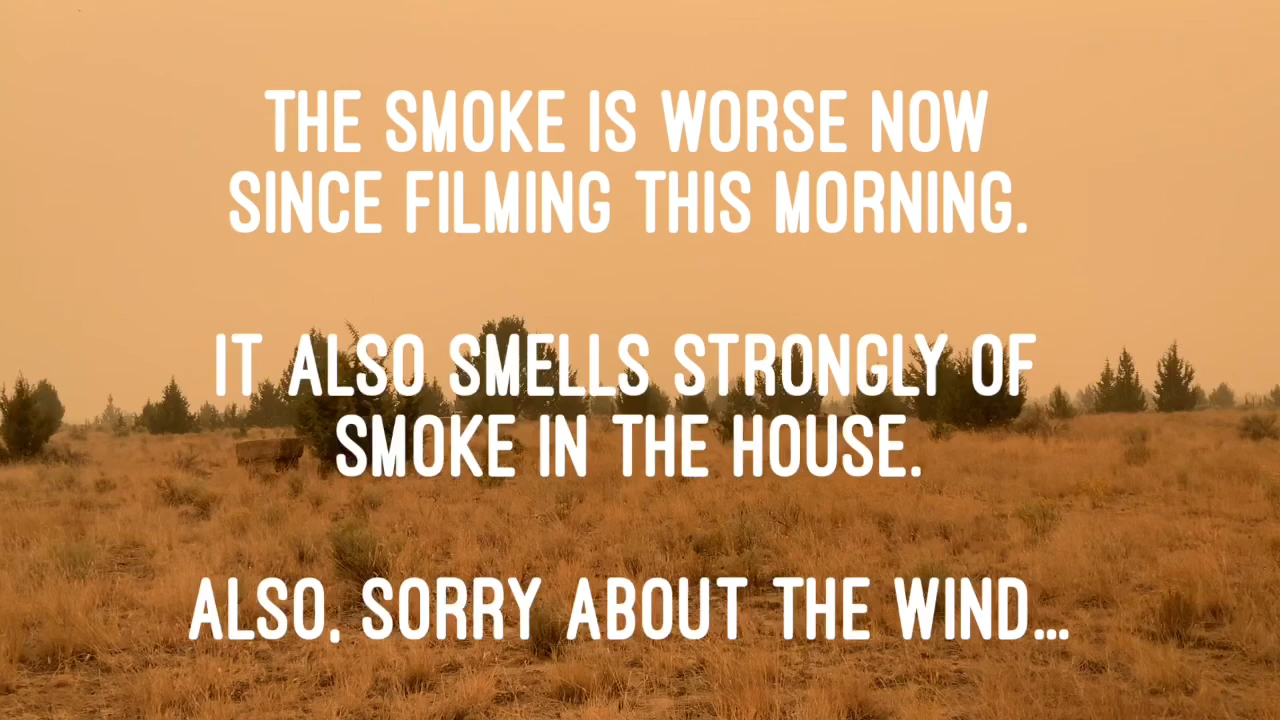 THE SMOKE IS WORSE NOW
SINCE FILMING THIS MORNING.
IT ALSO SMELLS STRONGLY OF
SMOKE IN THE HOUSE.
ALSO, SORRY ABOUT THE WIND...